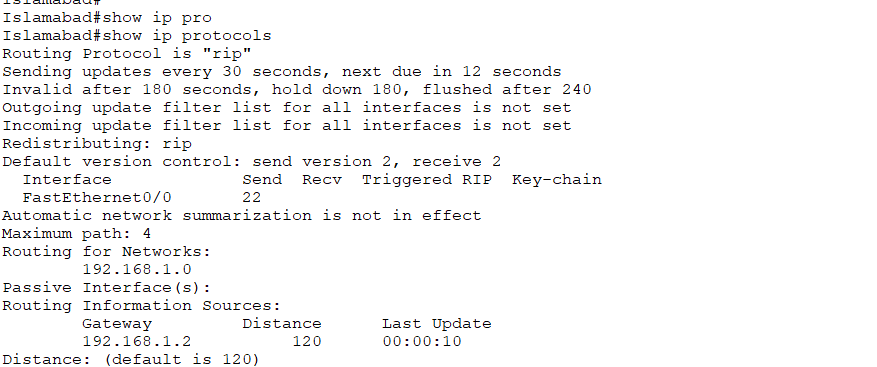 Islamabad#
Islamabad#show ip pro
Islamabad#show ip protocols
Routing Protocol is "rip"
Sending updates every 30 seconds, next due in 12 seconds
Invalid after 180 seconds, hold down 180, flushed after 240
Outgoing update filter list for all interfaces is not set
Incoming update filter list for all interfaces is not set
Redistributing: rip
Default version control: send version 2, receive 2
  Interface             Send  Recv  Triggered RIP  Key-chain
  FastEthernet0/0       22
Automatic network summarization is not in effect
Maximum path: 4
Routing for Networks:
        192.168.1.0
Passive Interface(s):
Routing Information Sources:
        Gateway         Distance      Last Update
        192.168.1.2          120      00:00:10
Distance: (default is 120)